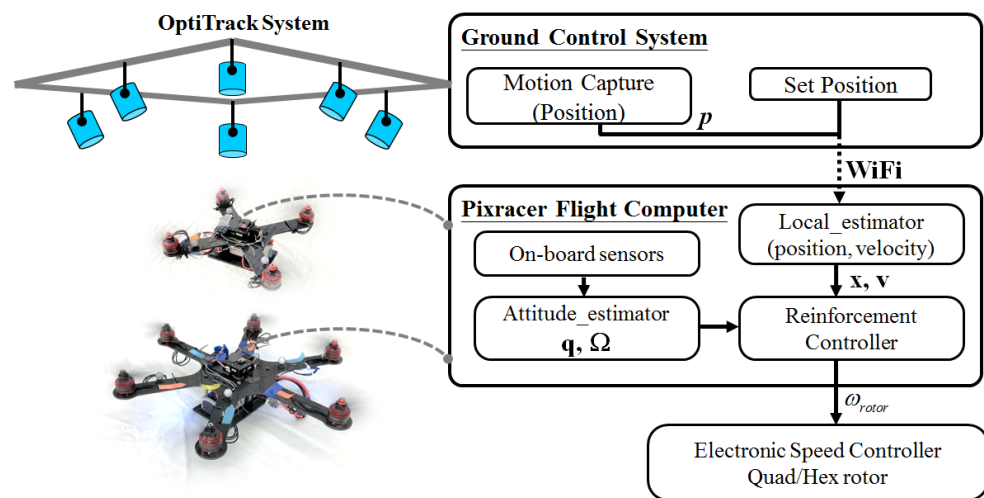 OptiTrack System
Ground Control System
Motion Capture
(Position)
Set Position
p
WiFi
Pixracer Flight Computer
Local_estimator
(position, velocity)
On-board sensors
x, v
Attitude_estimator
q, Ω
Reinforcement
Controller
ω_rotor
Electronic Speed Controller
Quad/Hex rotor